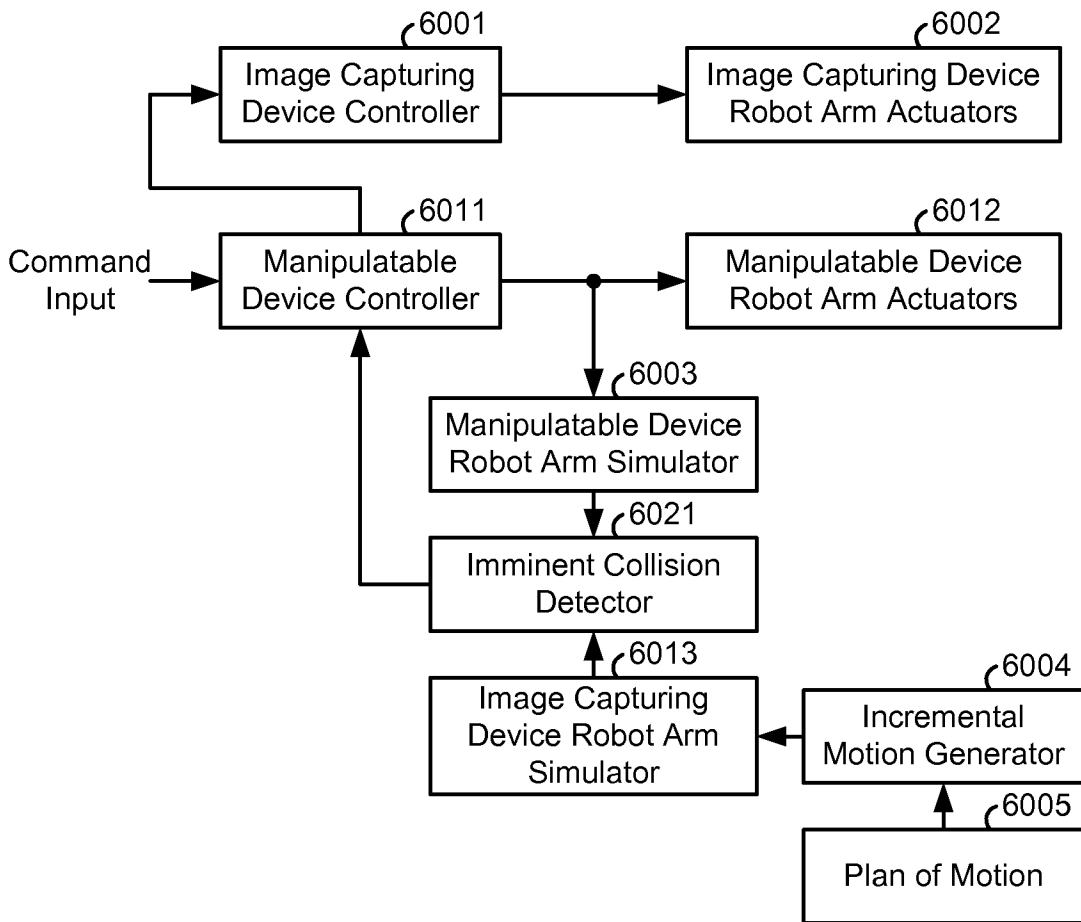 6001
Image Capturing
Device Controller
6002
Image Capturing Device
Robot Arm Actuators
Command
Input
6011
Manipulatable
Device Controller
6012
Manipulatable Device
Robot Arm Actuators
6003
Manipulatable Device
Robot Arm Simulator
6021
Imminent Collision
Detector
6013
Image Capturing
Device Robot Arm
Simulator
6004
Incremental
Motion Generator
6005
Plan of Motion